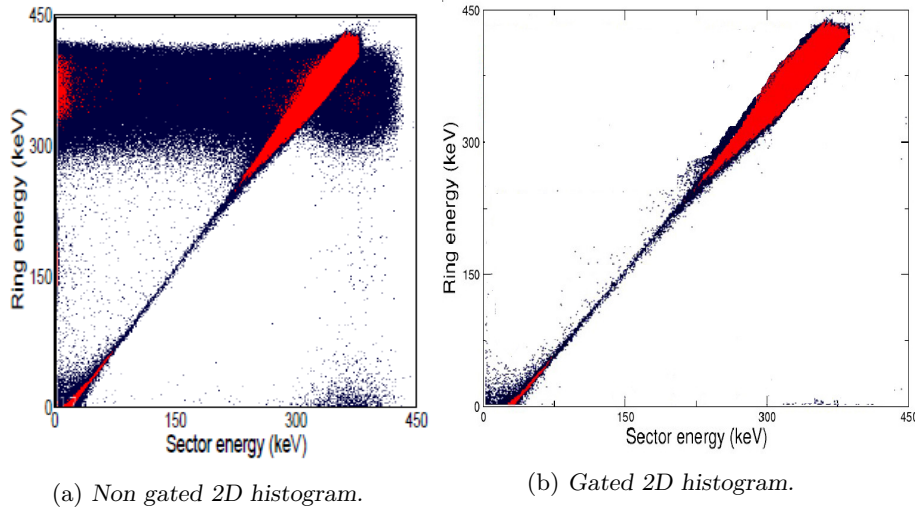 450
300
150
0
Ring energy (keV)
0 150 300 450
Sector energy (keV)
(a) Non gated 2D histogram.
450
300
150
0
Ring energy (keV)
0 150 300 450
Sector energy (keV)
(b) Gated 2D histogram.